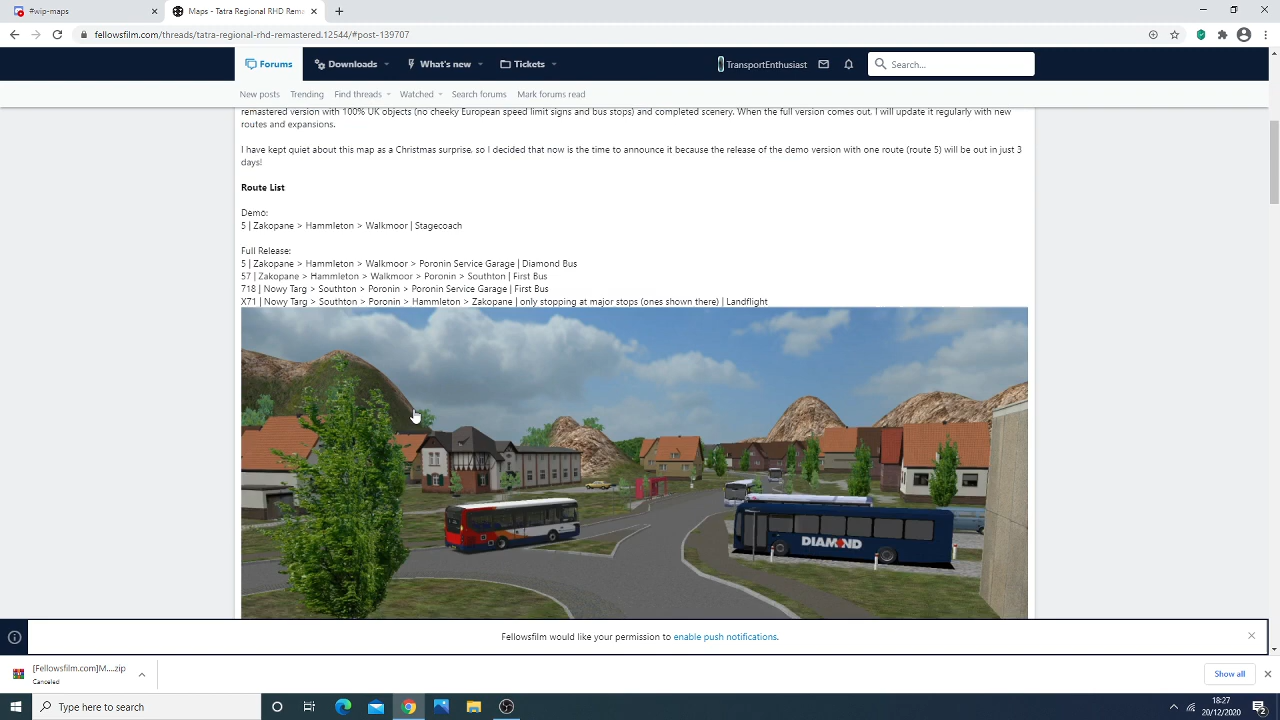 #wip-maps
Maps - Tatra Regional RHD Rema
fellowsfilm.com/threads/tatra-regional-rhd-remastered.12544/#post-139707
Forums
Downloads
What's new
Tickets
TransportEnthusiast
Search...
New posts
Trending
Find threads
Watched
Search forums
Mark forums read
remastered version with 100% UK objects (no cheeky European speed limit signs and bus stops) and completed scenery. When the full version comes out, I will update it regularly with new
routes and expansions.
I have kept quiet about this map as a Christmas surprise, so I decided that now is the time to announce it because the release of the demo version with one route (route 5) will be out in just 3
days!
Route List
Demo:
5 | Zakopane > Hammleton > Walkmoor | Stagecoach
Full Release:
5 | Zakopane > Hammleton > Walkmoor > Poronin Service Garage | Diamond Bus
57 | Zakopane > Hammleton > Walkmoor > Poronin > Southton | First Bus
718 | Nowy Targ > Southton > Poronin > Poronin Service Garage | First Bus
X71 | Nowy Targ > Southton > Poronin > Hammleton > Zakopane | only stopping at major stops (ones shown there) | Landflight
DIAMOND
Fellowsfilm would like your permission to enable push notifications.
[Fellowsfilm.com]M....zip
Canceled
Show all
Type here to search
18:27
20/12/2020
2